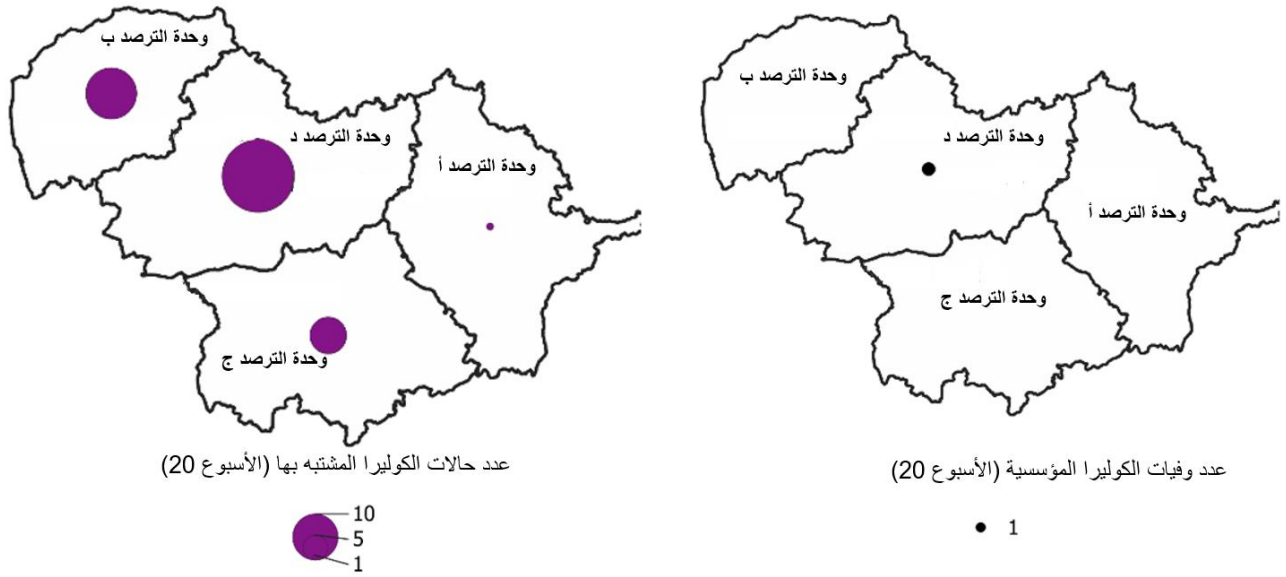 وحدة الترصد ب
وحدة الترصد د
وحدة الترصد أ
وحدة الترصد ج
عدد حالات الكوليرا المشتبه بها (الأسبوع 20)
10
5
1
وحدة الترصد ب
وحدة الترصد د
وحدة الترصد أ
وحدة الترصد ج
عدد وفيات الكوليرا المؤسسية (الأسبوع 20)
1